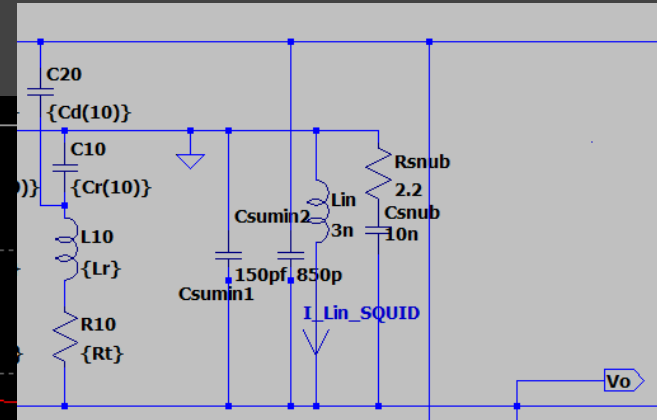 C20
{Cd(10)}
C10
)}
{Cr(10)}
Rsnub
2.2
Lin
3n
Csumin2
Csnub
10n
L10
{Lr}
150pf
850p
Csumin1
I_Lin_SQUID
R10
{Rt}
}
Vo